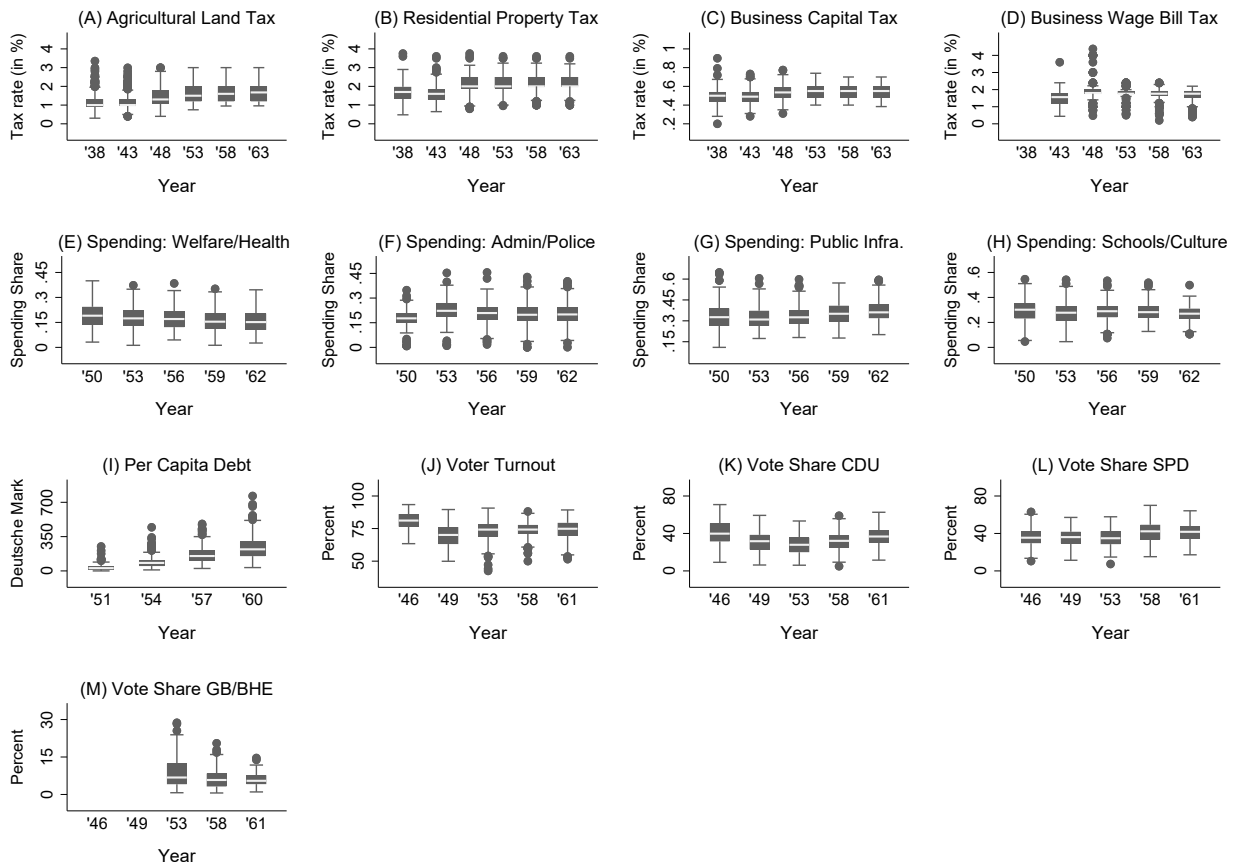 (A) Agricultural Land Tax
Tax rate (in %)
4
3
2
1
0
'38 '43 '48 '53 '58 '63
Year
(B) Residential Property Tax
Tax rate (in %)
4
3
2
1
0
'38 '43 '48 '53 '58 '63
Year
(C) Business Capital Tax
Tax rate (in %)
1
.8
.6
.4
.2
'38 '43 '48 '53 '58 '63
Year
(D) Business Wage Bill Tax
Tax rate (in %)
4
3
2
1
0
'38 '43 '48 '53 '58 '63
Year
(E) Spending: Welfare/Health
Spending Share
.45
.3
.15
0
'50 '53 '56 '59 '62
Year
(F) Spending: Admin/Police
Spending Share
.45
.3
.15
0
'50 '53 '56 '59 '62
Year
(G) Spending: Public Infra.
Spending Share
.6
.45
.3
.15
'50 '53 '56 '59 '62
Year
(H) Spending: Schools/Culture
Spending Share
.6
.4
.2
0
'50 '53 '56 '59 '62
Year
(I) Per Capita Debt
Deutsche Mark
700
350
0
'51 '54 '57 '60
Year
(J) Voter Turnout
Percent
100
75
50
'46 '49 '53 '58 '61
Year
(K) Vote Share CDU
Percent
80
40
0
'46 '49 '53 '58 '61
Year
(L) Vote Share SPD
Percent
80
40
0
'46 '49 '53 '58 '61
Year
(M) Vote Share GB/BHE
Percent
30
15
0
'46 '49 '53 '58 '61
Year